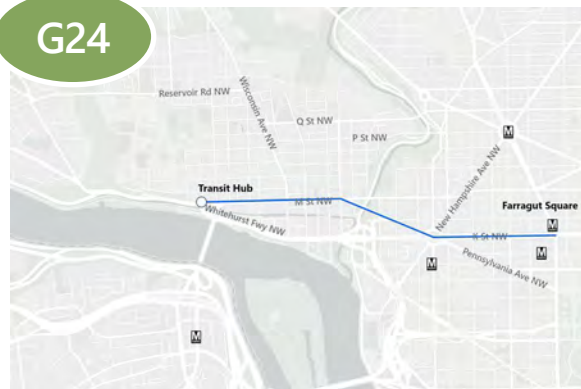 G24
Reservoir Rd NW
Wisconsin Ave NW
Q St NW
P St NW
M
New Hampshire Ave NW
Transit Hub
M St NW
Whitehurst Fwy NW
Farragut Square
M
K St NW
M
Pennsylvania Ave NW
M
M